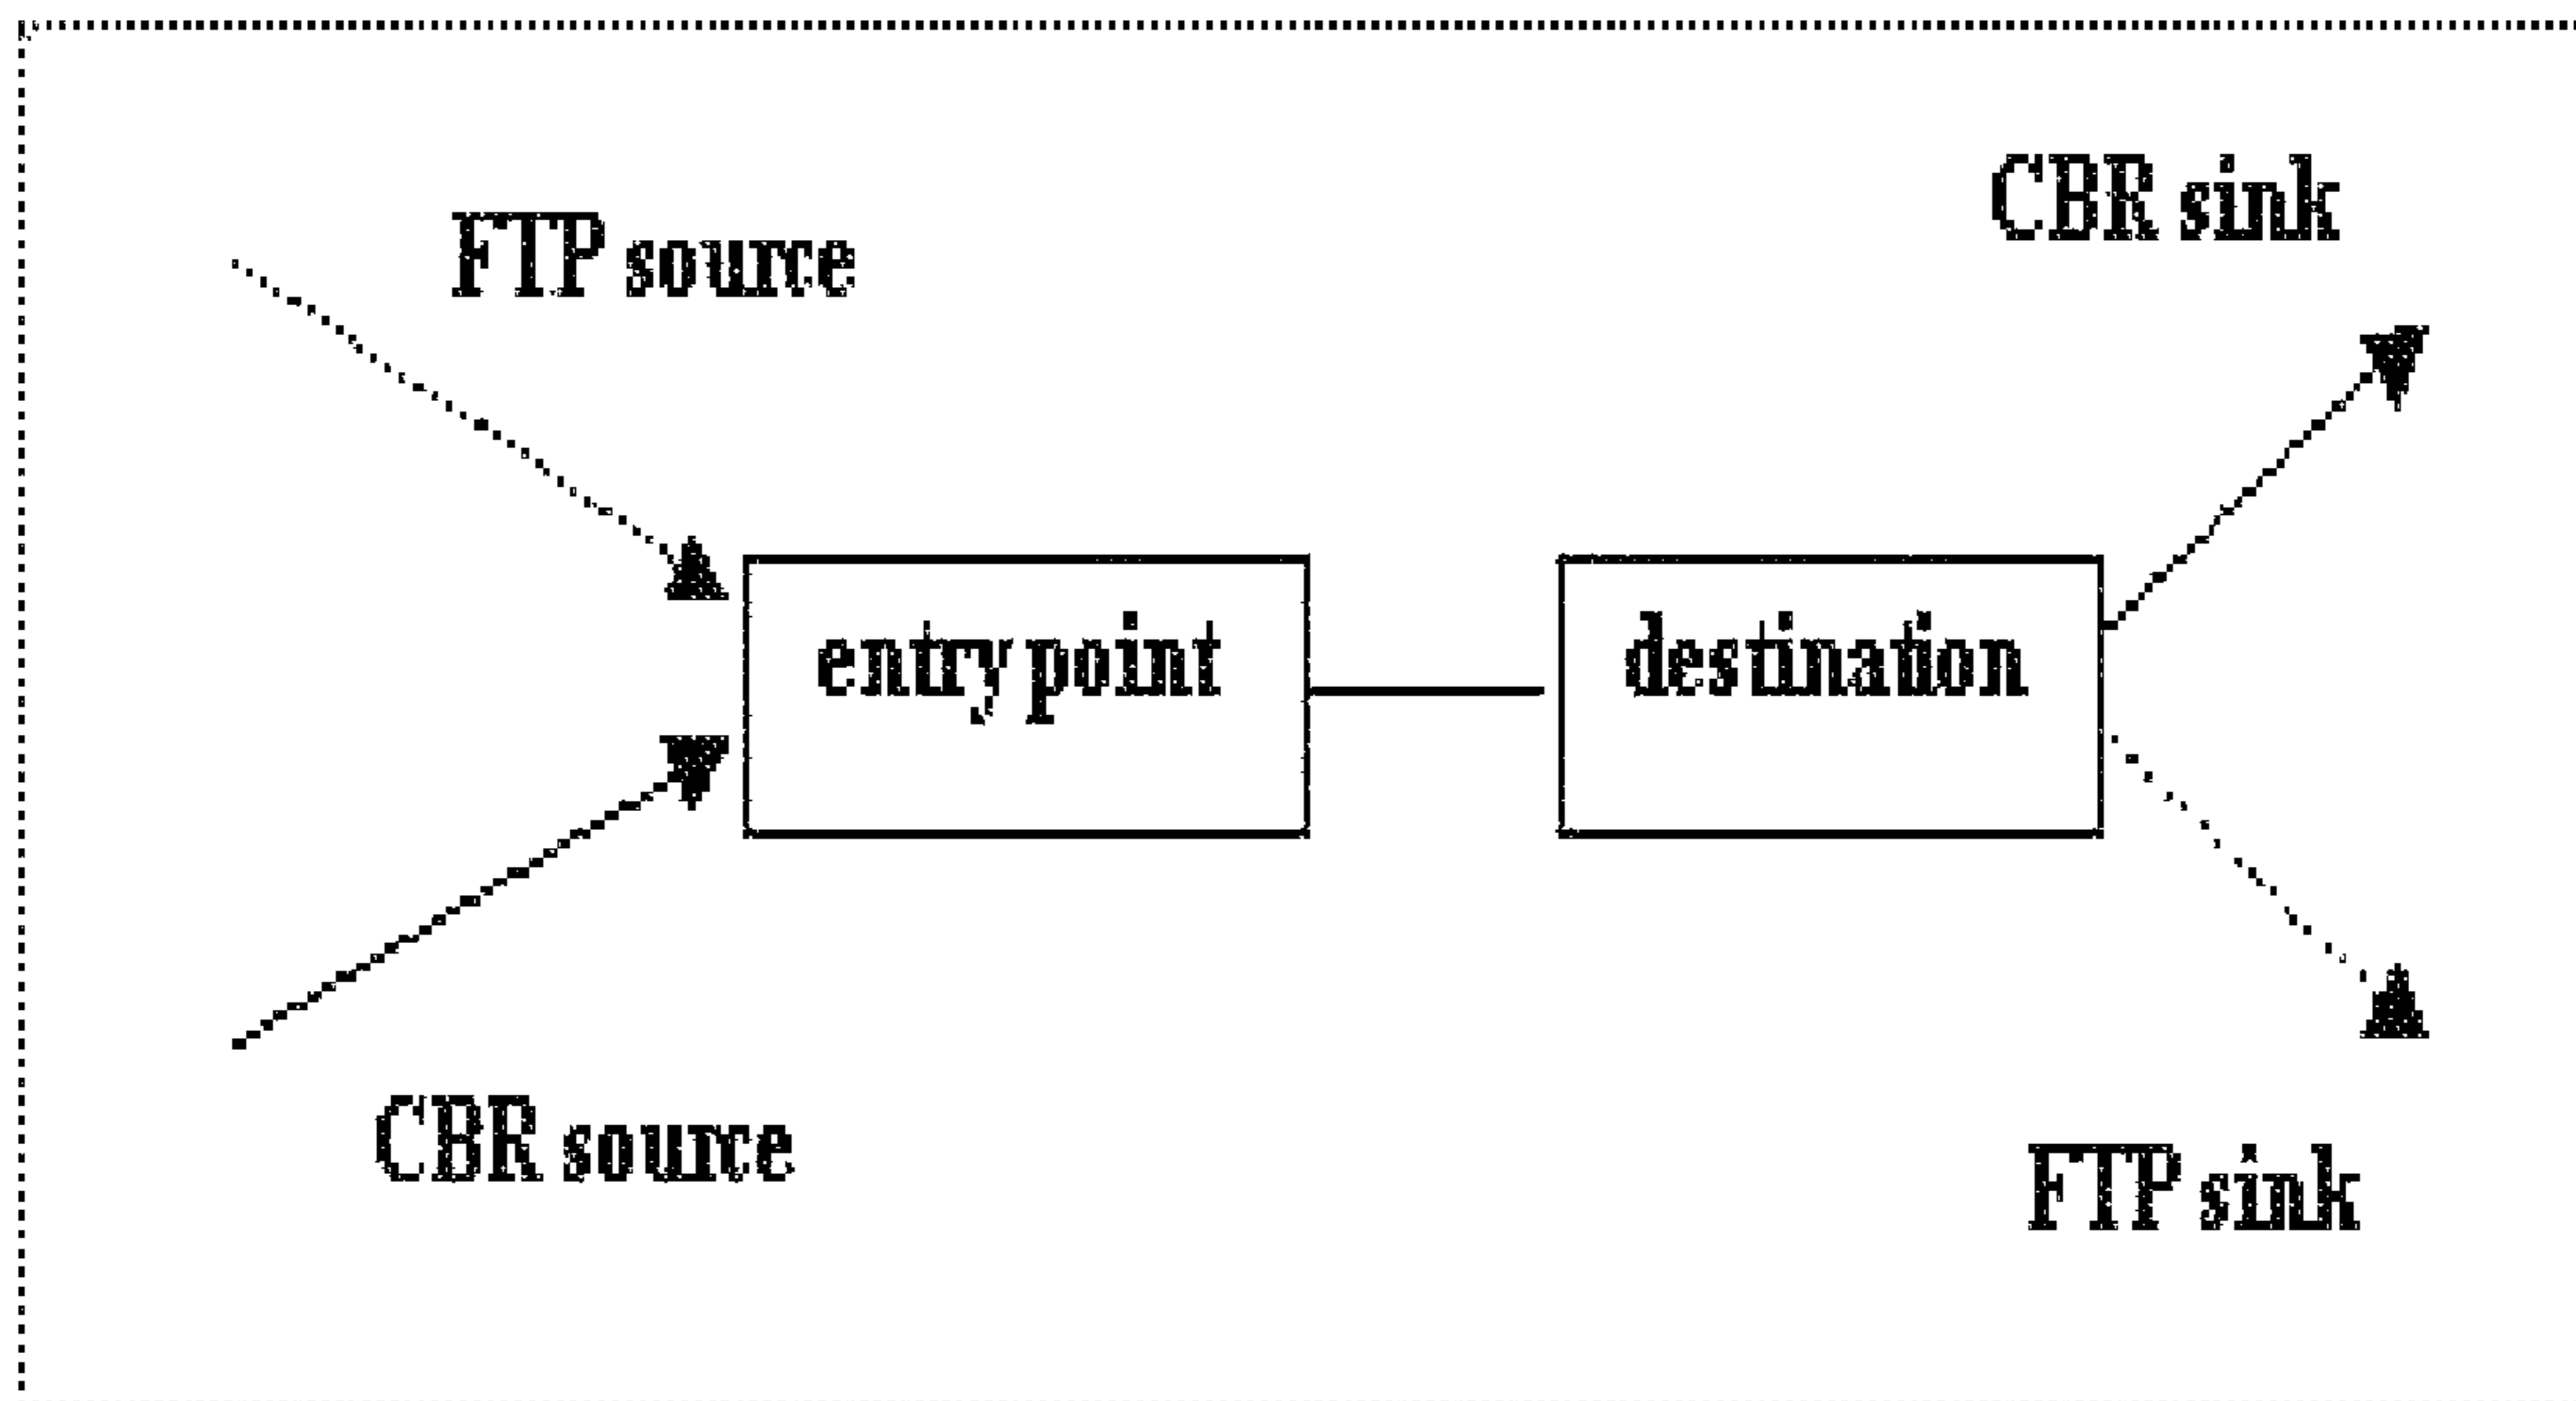 CBR sink
FTP source
entry point
destination
CBR source
FTP sink